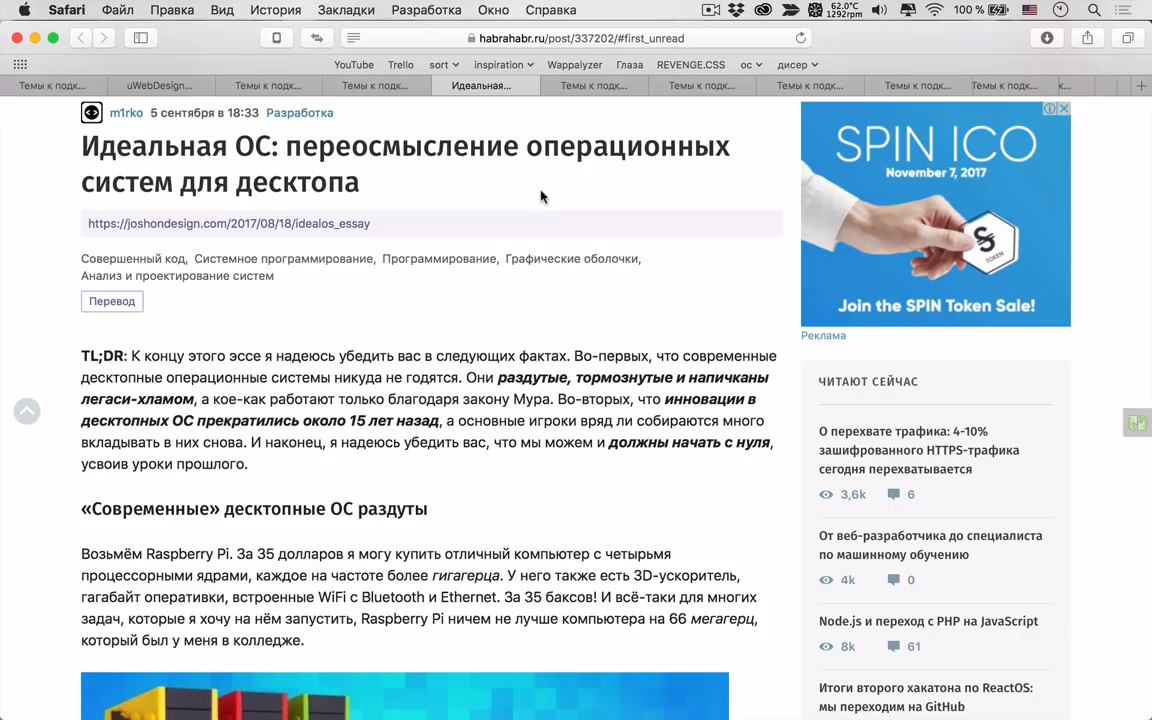 Safari Файл Правка Вид История Закладки Разработка Окно Справка 62.0°C 1292rpm 100 %
habrahabr.ru/post/337202/#first_unread
YouTube Trello sort inspiration Wappalyzer Глаза REVENGE.CSS ос дисер
Темы к подк... uWebDesign... Темы к подк... Темы к подк... Идеальная... Темы к подк... Темы к подк... Темы к подк... Темы к подк... Темы к подк... к...
m1rko 5 сентября в 18:33 Разработка
Идеальная ОС: переосмысление операционных
систем для десктопа
https://joshondesign.com/2017/08/18/idealos_essay
Совершенный код, Системное программирование, Программирование, Графические оболочки,
Анализ и проектирование систем
Перевод
TL;DR: К концу этого эссе я надеюсь убедить вас в следующих фактах. Во-первых, что современные
десктопные операционные системы никуда не годятся. Они раздутые, тормознутые и напичканы
легаси-хламом, а кое-как работают только благодаря закону Мура. Во-вторых, что инновации в
десктопных ОС прекратились около 15 лет назад, а основные игроки вряд ли собираются много
вкладывать в них снова. И наконец, я надеюсь убедить вас, что мы можем и должны начать с нуля,
усвоив уроки прошлого.
«Современные» десктопные ОС раздуты
Возьмём Raspberry Pi. За 35 долларов я могу купить отличный компьютер с четырьмя
процессорными ядрами, каждое на частоте более гигагерца. У него также есть 3D-ускоритель,
гагабайт оперативки, встроенные WiFi с Bluetooth и Ethernet. За 35 баксов! И всё-таки для многих
задач, которые я хочу на нём запустить, Raspberry Pi ничем не лучше компьютера на 66 мегагерц,
который был у меня в колледже.
SPIN ICO
November 7, 2017
S
TOKEN
Join the SPIN Token Sale!
Реклама
ЧИТАЮТ СЕЙЧАС
О перехвате трафика: 4-10%
зашифрованного HTTPS-трафика
сегодня перехватывается
3,6k 6
От веб-разработчика до специалиста
по машинному обучению
4k 0
Node.js и переход с PHP на JavaScript
8k 61
Итоги второго хакатона по ReactOS:
мы переходим на GitHub